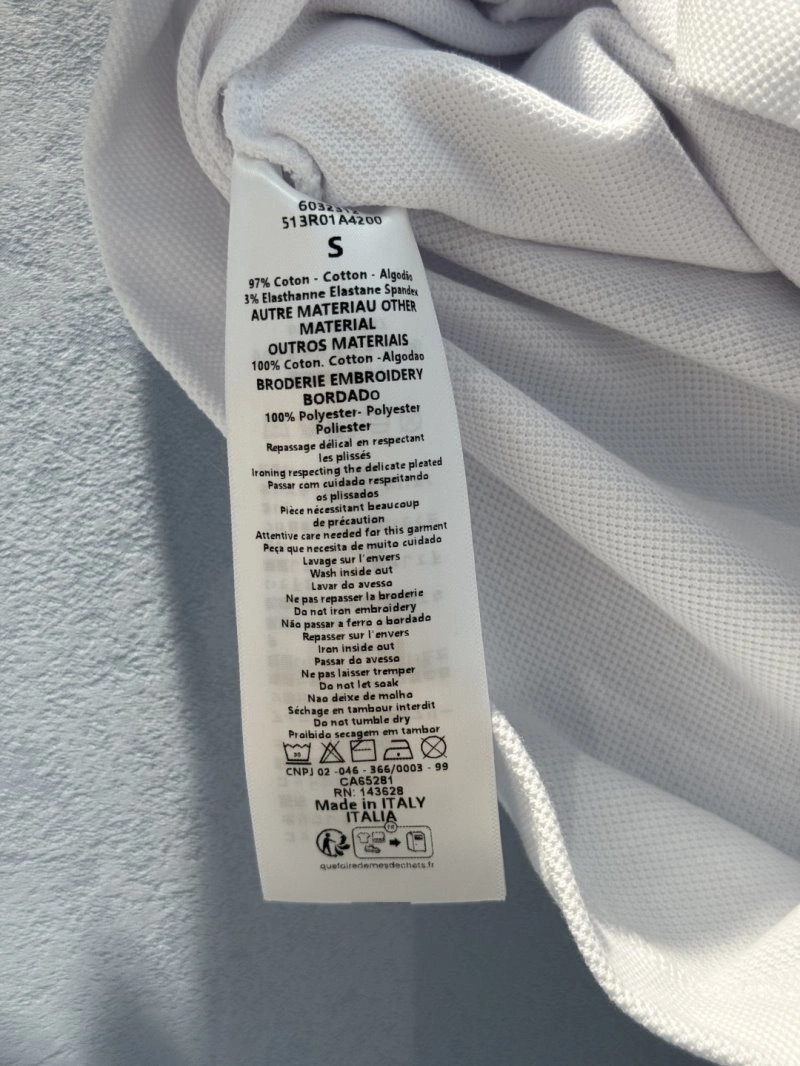 513R01A4200
S
97% Coton - Cotton - Algodão
3% Elasthanne Elastane Spandex
AUTRE MATERIAU OTHER
MATERIAL
OUTROS MATERIAIS
100% Coton. Cotton -Algodao
BRODERIE EMBROIDERY
BORDADO
100% Polyester- Polyester
Poliester
Repassage délical en respectant
les plissés
Ironing respecting the delicate pleated
Passar com cuidado respeitando
os plissados
Pièce nécessitant beaucoup
de précaution
Attentive care needed for this garment
Peça que necesita de muito cuidado
Lavage sur l'envers
Wash inside out
Lavar do avesso
Ne pas repasser la broderie
Do not iron embroidery
Não passar a ferro o bordado
Repasser sur l'envers
Iron inside out
Passar do avesso
Ne pas laisser tremper
Do not let soak
Nao deixe de molho
Séchage en tambour interdit
Do not tumble dry
Proibido secagem em tambor
30
CNPJ 02 -046 - 366/0003 - 99
CA65281
RN: 143628
Made in ITALY
ITALIA
FR
quefairedemesdechets.fr